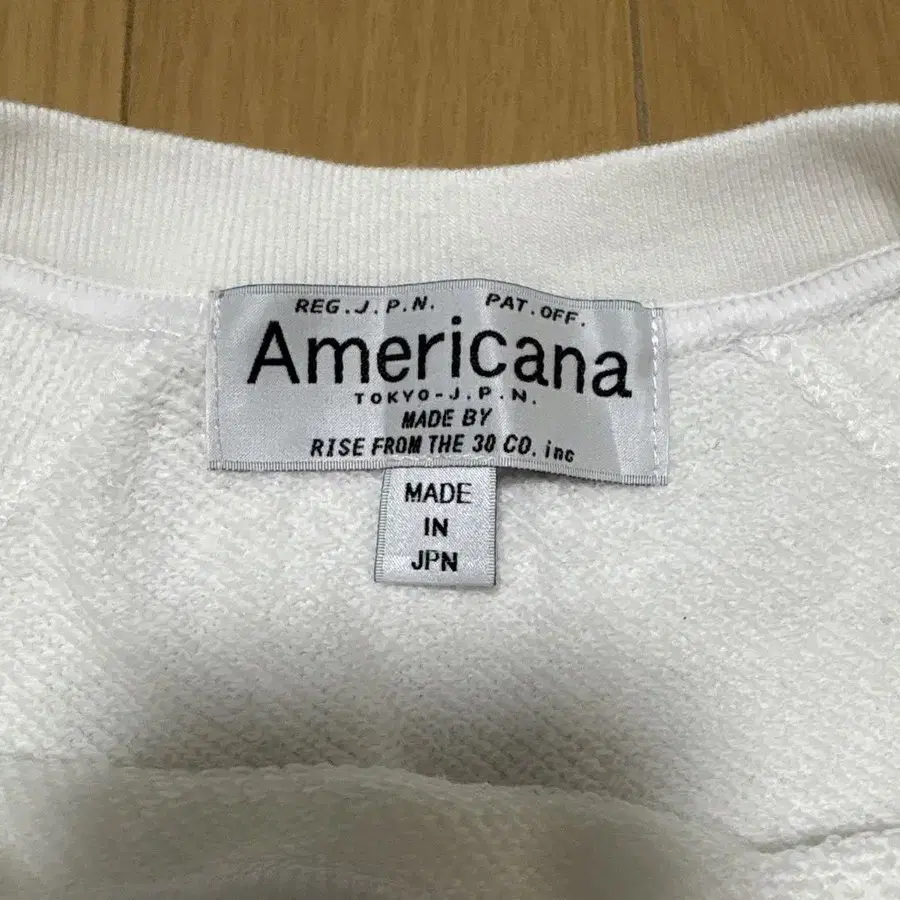 REG.J.P.N. PAT.OFF.
Americana
TOKYO-J.P.N.
MADE BY
RISE FROM THE 30 CO. inc
MADE
IN
JPN